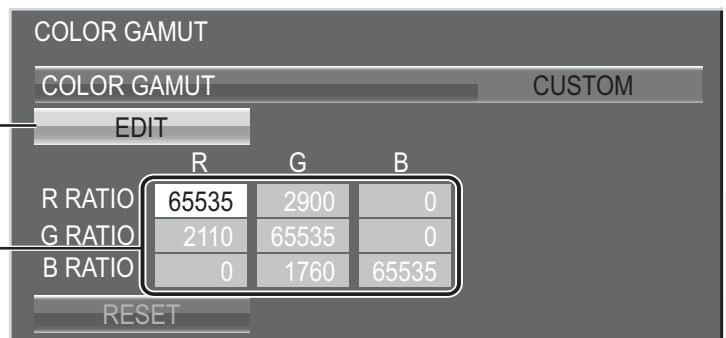 COLOR GAMUT
COLOR GAMUT CUSTOM
EDIT
R G B
R RATIO 65535 2900 0
G RATIO 2110 65535 0
B RATIO 0 1760 65535
RESET